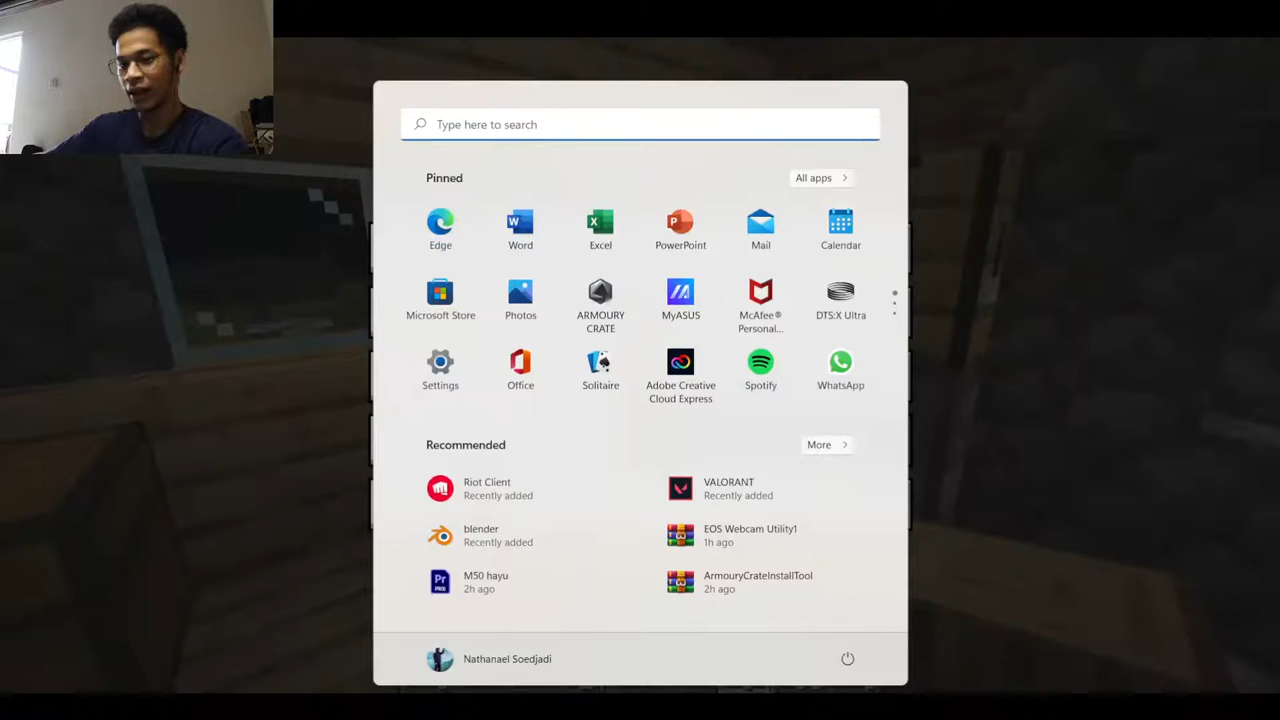 Type here to search
Pinned
All apps
Edge
Word
Excel
PowerPoint
Mail
Calendar
Microsoft Store
Photos
ARMOURY
CRATE
MyASUS
McAfee®
Personal...
DTS:X Ultra
Settings
Office
Solitaire
Adobe Creative
Cloud Express
Spotify
WhatsApp
Recommended
More
Riot Client
Recently added
VALORANT
Recently added
blender
Recently added
EOS Webcam Utility1
1h ago
M50 hayu
2h ago
ArmouryCrateInstallTool
2h ago
Nathanael Soedjadi